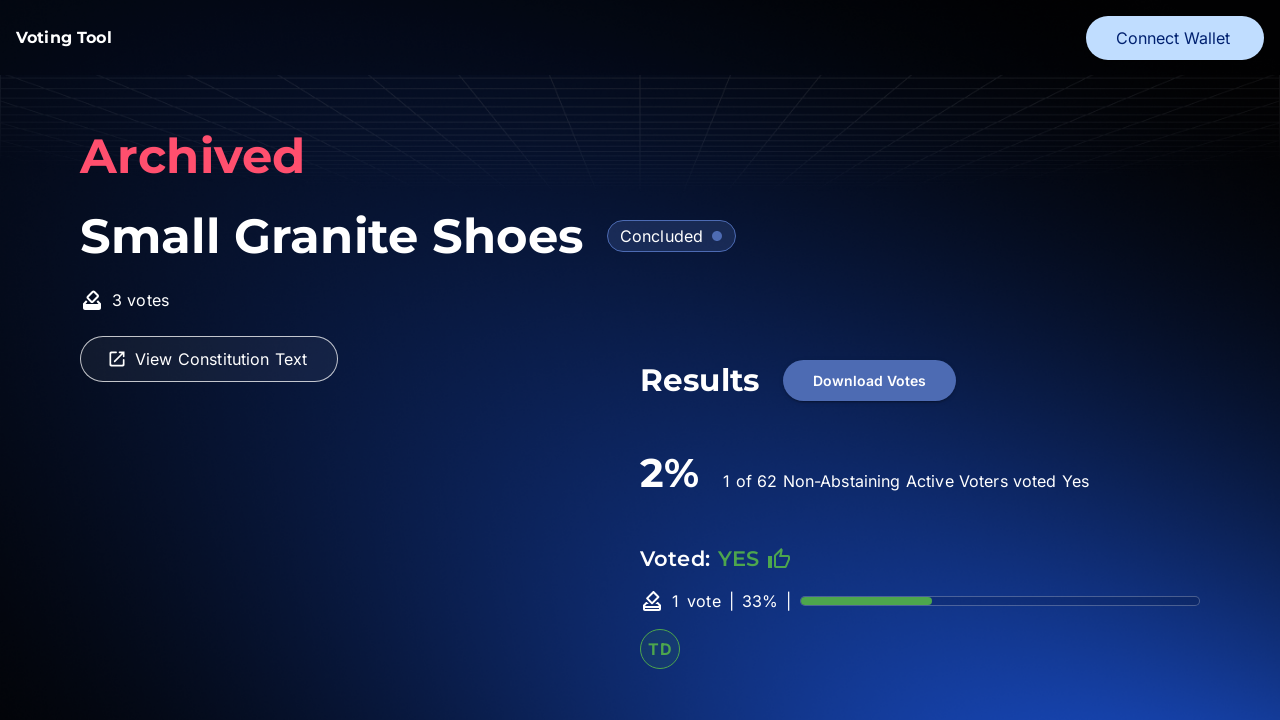 Voting Tool
Connect Wallet
Archived
Small Granite Shoes
Concluded
3 votes
View Constitution Text
Results
Download Votes
2%
1 of 62 Non-Abstaining Active Voters voted Yes
Voted: YES
1 vote | 33% |
TD